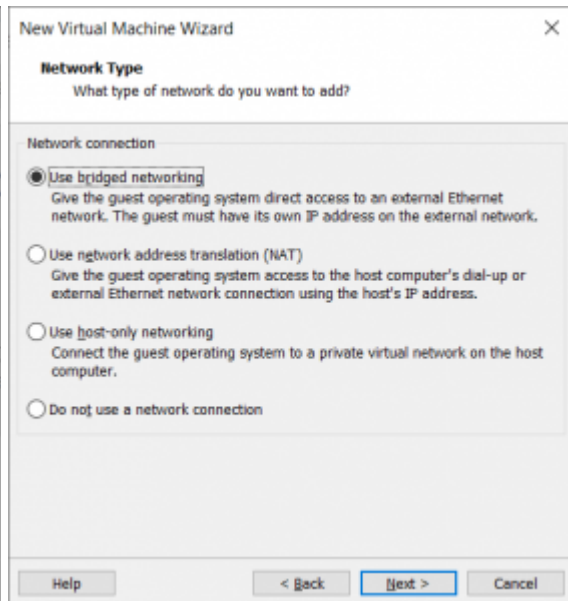 New Virtual Machine Wizard
Network Type
What type of network do you want to add?
Network connection
Use bridged networking
Give the guest operating system direct access to an external Ethernet
network. The guest must have its own IP address on the external network.
Use network address translation (NAT)
Give the guest operating system access to the host computer's dial-up or
external Ethernet network connection using the host's IP address.
Use host-only networking
Connect the guest operating system to a private virtual network on the host
computer.
Do not use a network connection
Help
< Back
Next >
Cancel